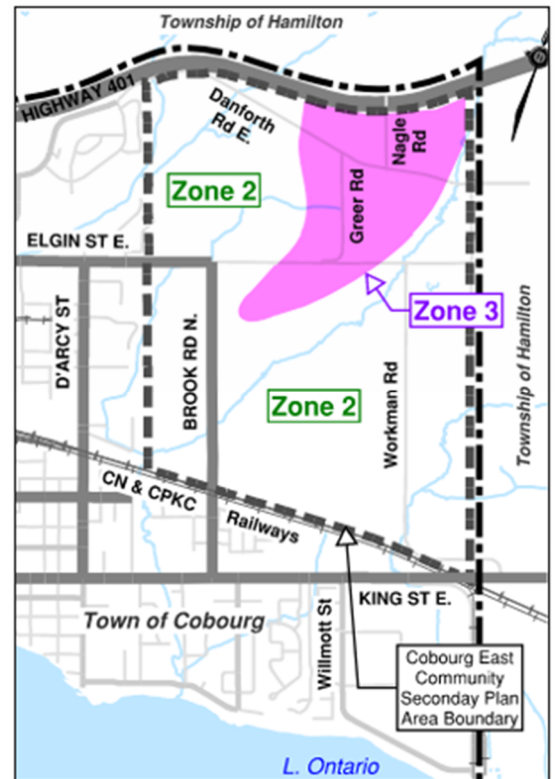 Township of Hamilton
HIGHWAY 401
Danforth
Rd E.
Nagle
Rd
Zone 2
Greer Rd
ELGIN ST E.
Zone 3
D'ARCY ST
BROOK RD N.
Township of Hamilton
Zone 2
Workman Rd
CN & CPKC
Railways
KING ST E.
Town of Cobourg
Willmott St
Cobourg East
Community
Seconday Plan
Area Boundary
L. Ontario